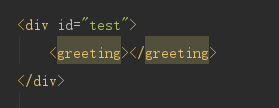 <div id="test">
    <greeting></greeting>
</div>